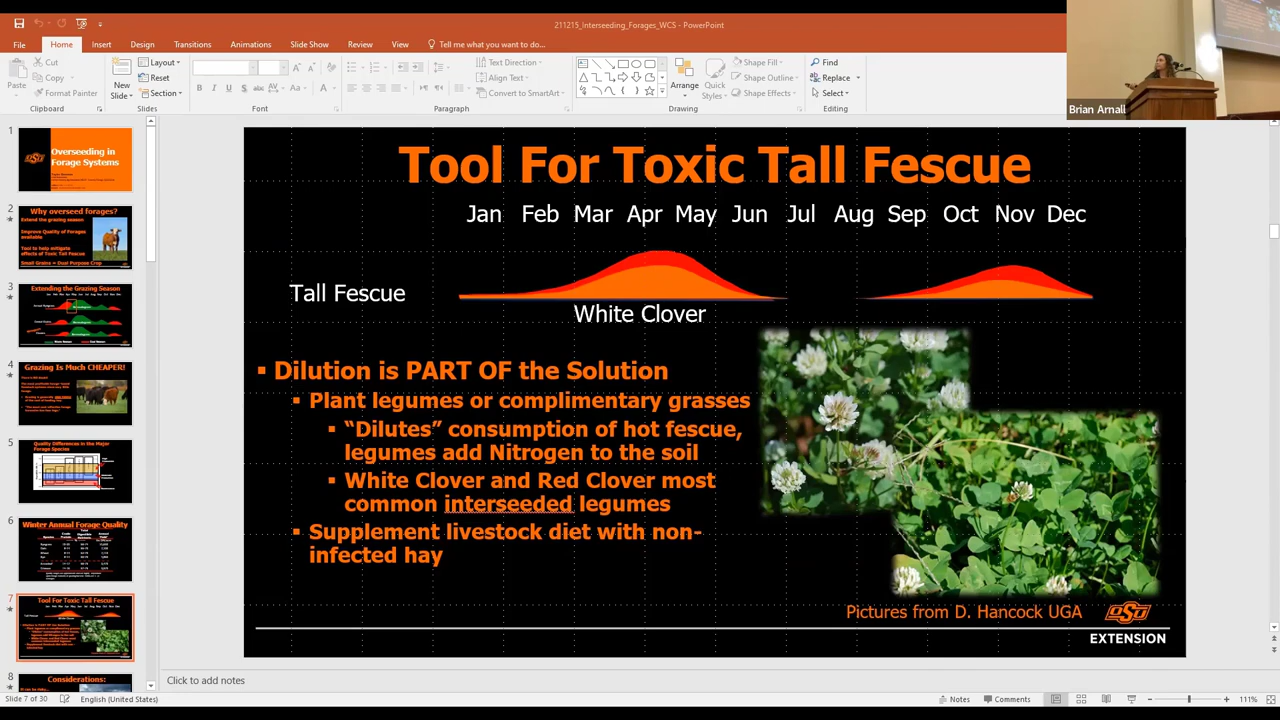 211215_Interseeding_Forages_WCS - PowerPoint
File Home Insert Design Transitions Animations Slide Show Review View Tell me what you want to do...
Paste
Cut
Copy
Format Painter
Clipboard
New Slide
Layout
Reset
Section
Slides
Font
Text Direction
Align Text
Convert to SmartArt
Paragraph
Arrange
Quick Styles
Shape Fill
Shape Outline
Shape Effects
Drawing
Find
Replace
Select
Editing
Brian Arnall
1
Overseeding in
Forage Systems
2
Why overseed forages?
Extend the grazing season
Improve Quality of Forages
available
Tool to help mitigate
effects of Toxic Tall Fescue
Small Grains = Dual Purpose Crop
3
Extending the Grazing Season
4
Grazing Is Much CHEAPER!
5
Quality Differences in the Major
Forage Species
6
Winter Annual Forage Quality
7
Tool For Toxic Tall Fescue
8
Considerations:
Tool For Toxic Tall Fescue
Jan Feb Mar Apr May Jun Jul Aug Sep Oct Nov Dec
Tall Fescue
White Clover
▪ Dilution is PART OF the Solution
▪ Plant legumes or complimentary grasses
▪ “Dilutes” consumption of hot fescue,
legumes add Nitrogen to the soil
▪ White Clover and Red Clover most
common interseeded legumes
▪ Supplement livestock diet with non-
infected hay
Pictures from D. Hancock UGA
OSU
EXTENSION
Click to add notes
Slide 7 of 30 English (United States) Notes Comments 111%